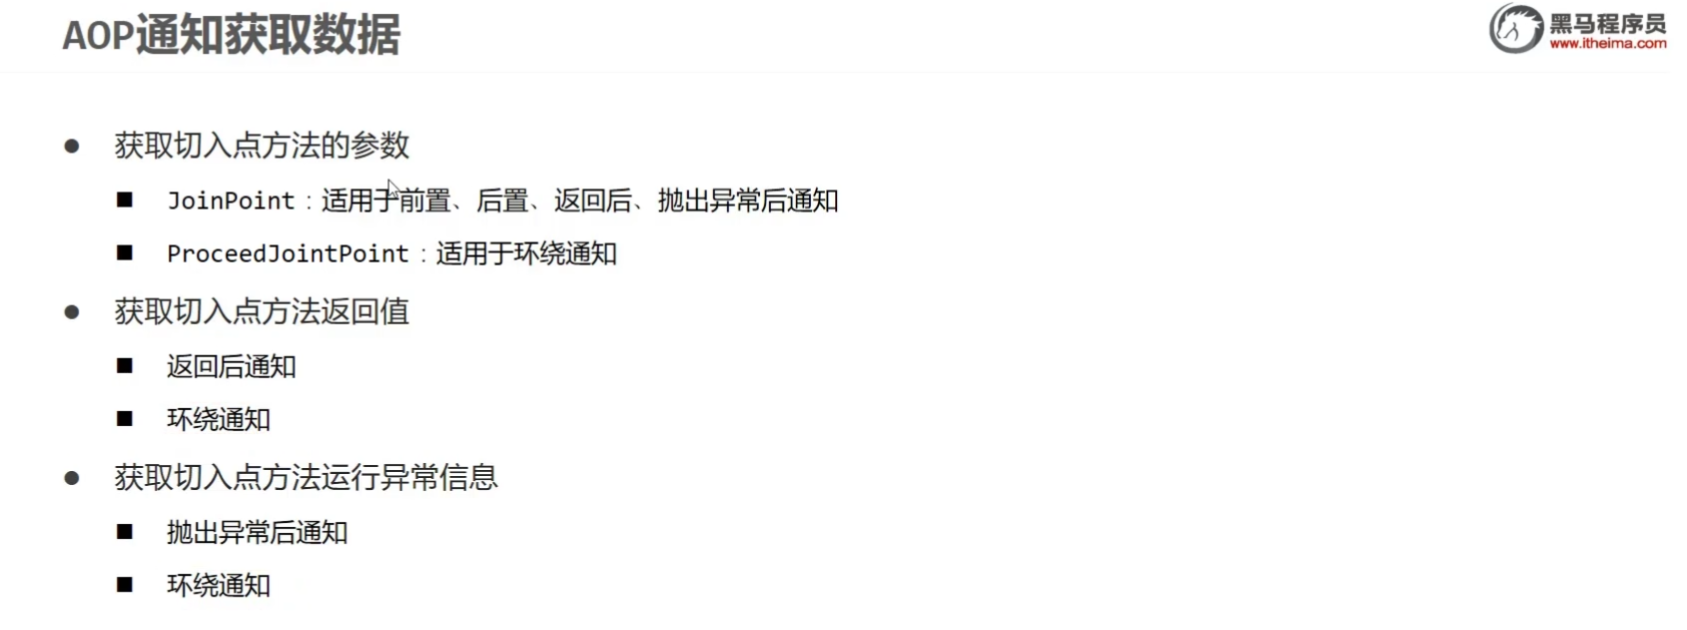 AOP通知获取数据
黑马程序员
www.itheima.com
获取切入点方法的参数
JoinPoint：适用于前置、后置、返回后、抛出异常后通知
ProceedJointPoint：适用于环绕通知
获取切入点方法返回值
返回后通知
环绕通知
获取切入点方法运行异常信息
抛出异常后通知
环绕通知